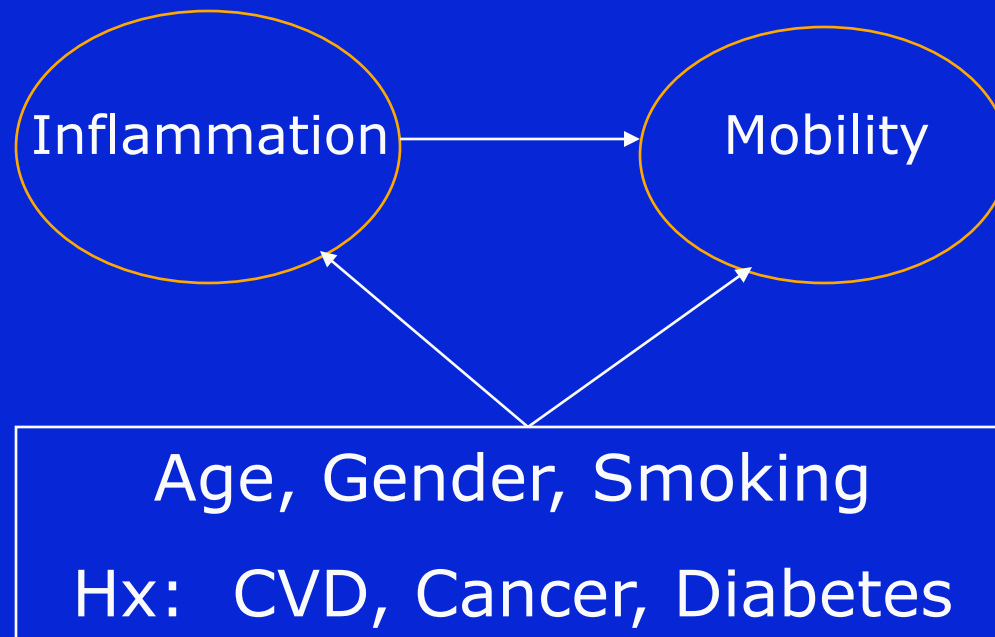 Inflammation
Mobility
Age, Gender, Smoking
Hx: CVD, Cancer, Diabetes